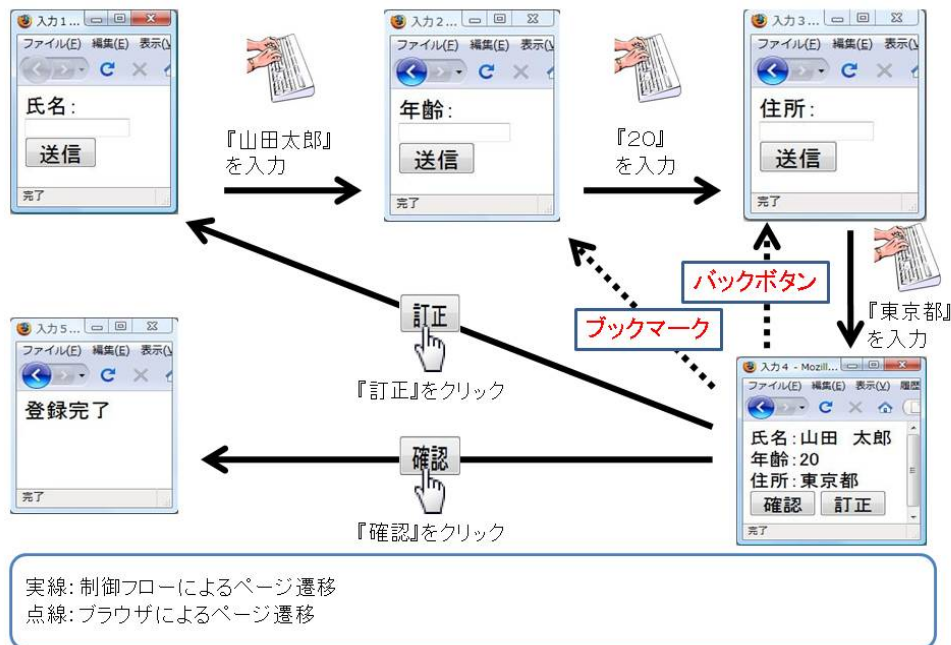 入力1...
ファイル(F) 編集(E) 表示(V
氏名:
送信
完了
『山田太郎』
を入力
入力2...
ファイル(F) 編集(E) 表示(V
年齢:
送信
完了
『20』
を入力
入力3...
ファイル(F) 編集(E) 表示(V
住所:
送信
完了
『東京都』
を入力
バックボタン
ブックマーク
訂正
『訂正』をクリック
入力4 - Mozill...
ファイル(F) 編集(E) 表示(V) 履歴
氏名:山田 太郎
年齢:20
住所:東京都
確認 訂正
完了
確認
『確認』をクリック
入力5...
ファイル(F) 編集(E) 表示(V
登録完了
完了
実線: 制御フローによるページ遷移
点線: ブラウザによるページ遷移